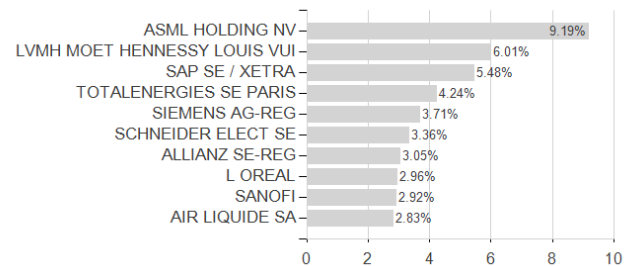 ASML HOLDING NV 9.19%
LVMH MOET HENNESSY LOUIS VUI 6.01%
SAP SE / XETRA 5.48%
TOTALENERGIES SE PARIS 4.24%
SIEMENS AG-REG 3.71%
SCHNEIDER ELECT SE 3.36%
ALLIANZ SE-REG 3.05%
L OREAL 2.96%
SANOFI 2.92%
AIR LIQUIDE SA 2.83%
0 2 4 6 8 10